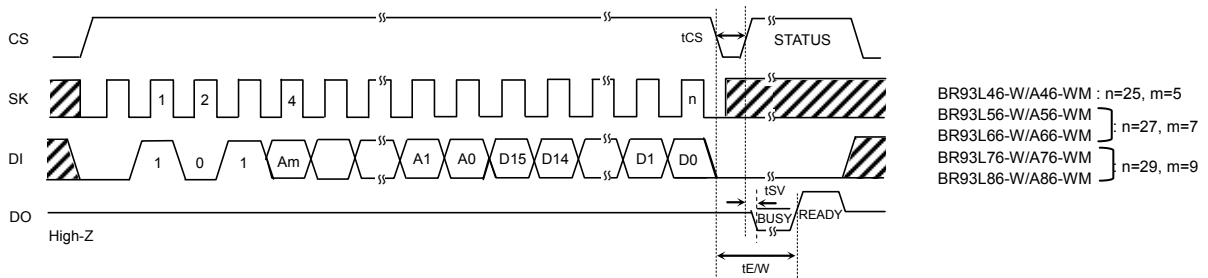 CS
tCS
STATUS
SK
1 2 4 n
DI
1 0 1 Am A1 A0 D15 D14 D1 D0
tSV
DO
BUSY READY
High-Z
tE/W
BR93L46-W/A46-WM : n=25, m=5
BR93L56-W/A56-WM
BR93L66-W/A66-WM : n=27, m=7
BR93L76-W/A76-WM
BR93L86-W/A86-WM : n=29, m=9